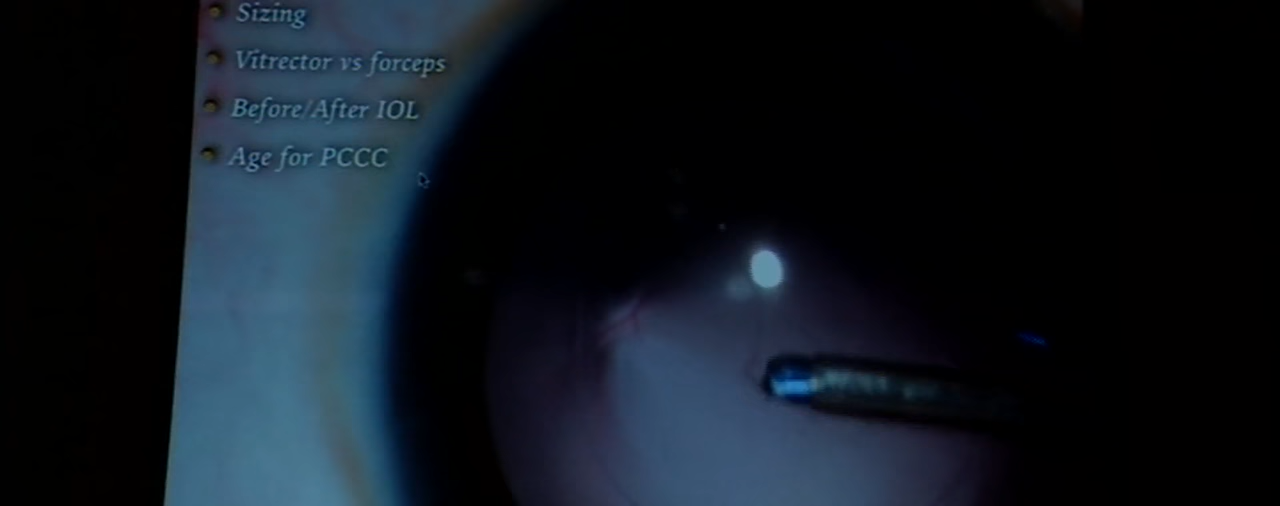 Sizing
Vitrector vs forceps
Before/After IOL
Age for PCCC